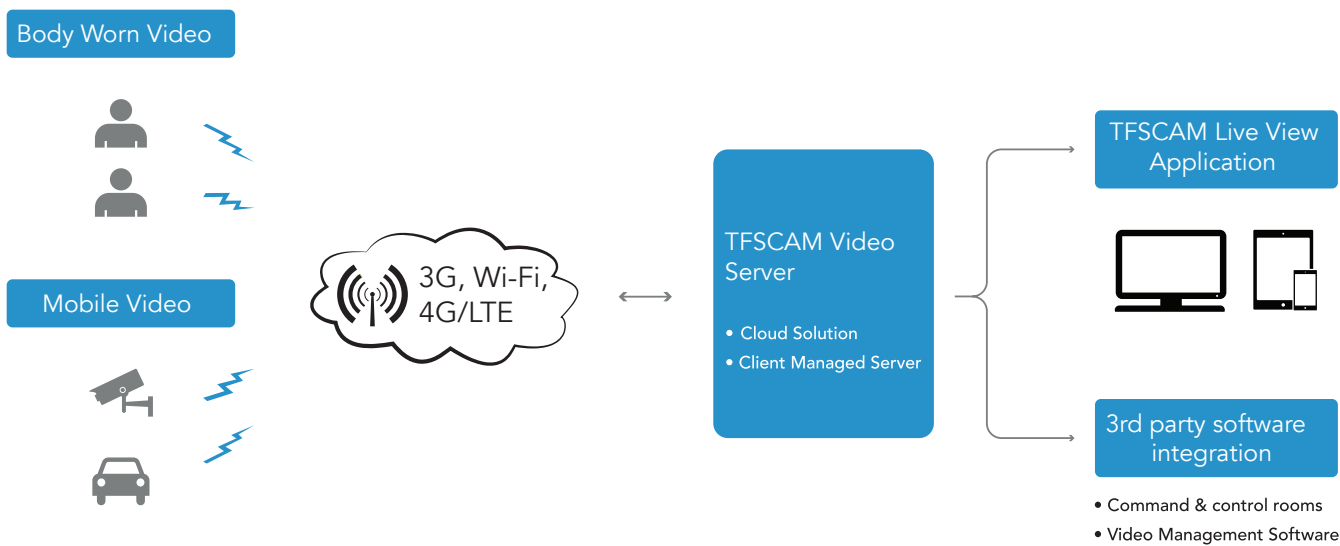 Body Worn Video
Mobile Video
3G, Wi-Fi,
4G/LTE
TFSCAM Video
Server
• Cloud Solution
• Client Managed Server
TFSCAM Live View
Application
3rd party software
integration
• Command & control rooms
• Video Management Software